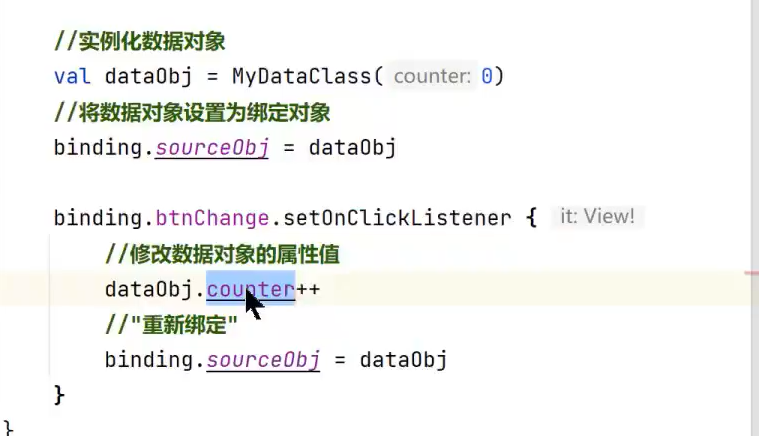 //实例化数据对象
val dataObj = MyDataClass( counter: 0)
//将数据对象设置为绑定对象
binding.sourceObj = dataObj
binding.btnChange.setOnClickListener { it: View!
//修改数据对象的属性值
dataObj.counter++
//"重新绑定"
binding.sourceObj = dataObj
}
}